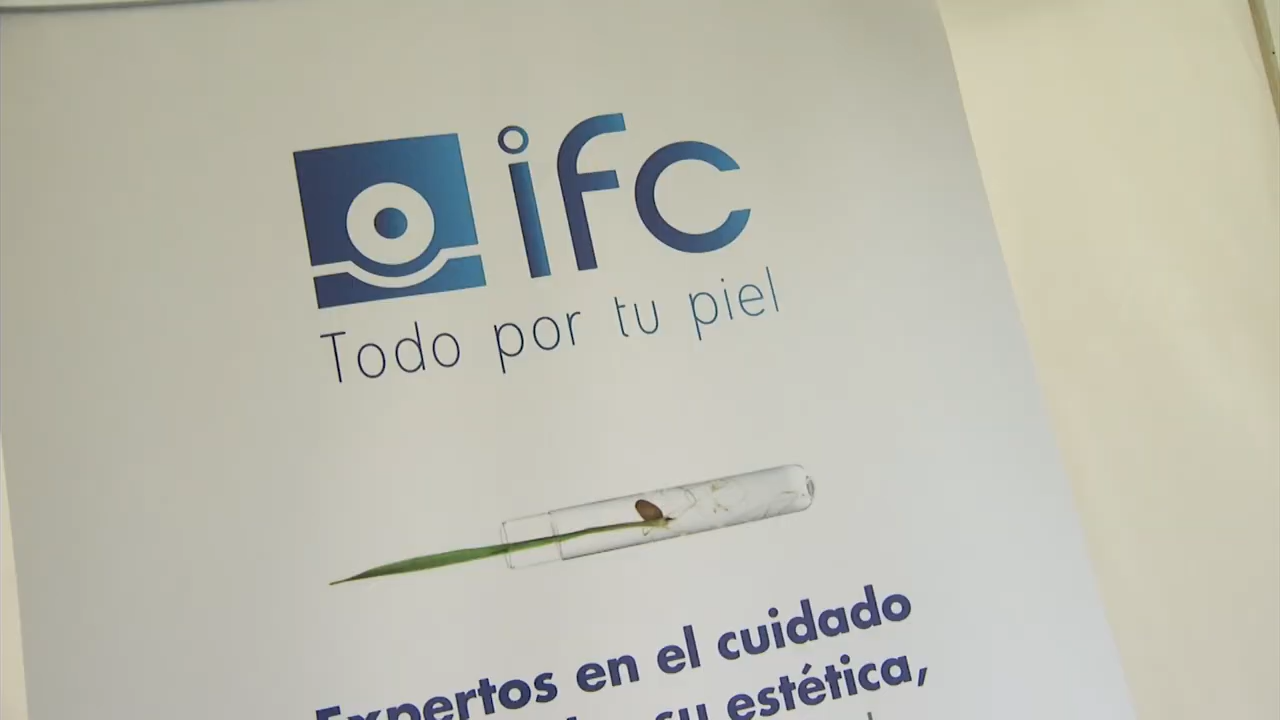 ifc
Todo por tu piel
Expertos en el cuidado
su estética,